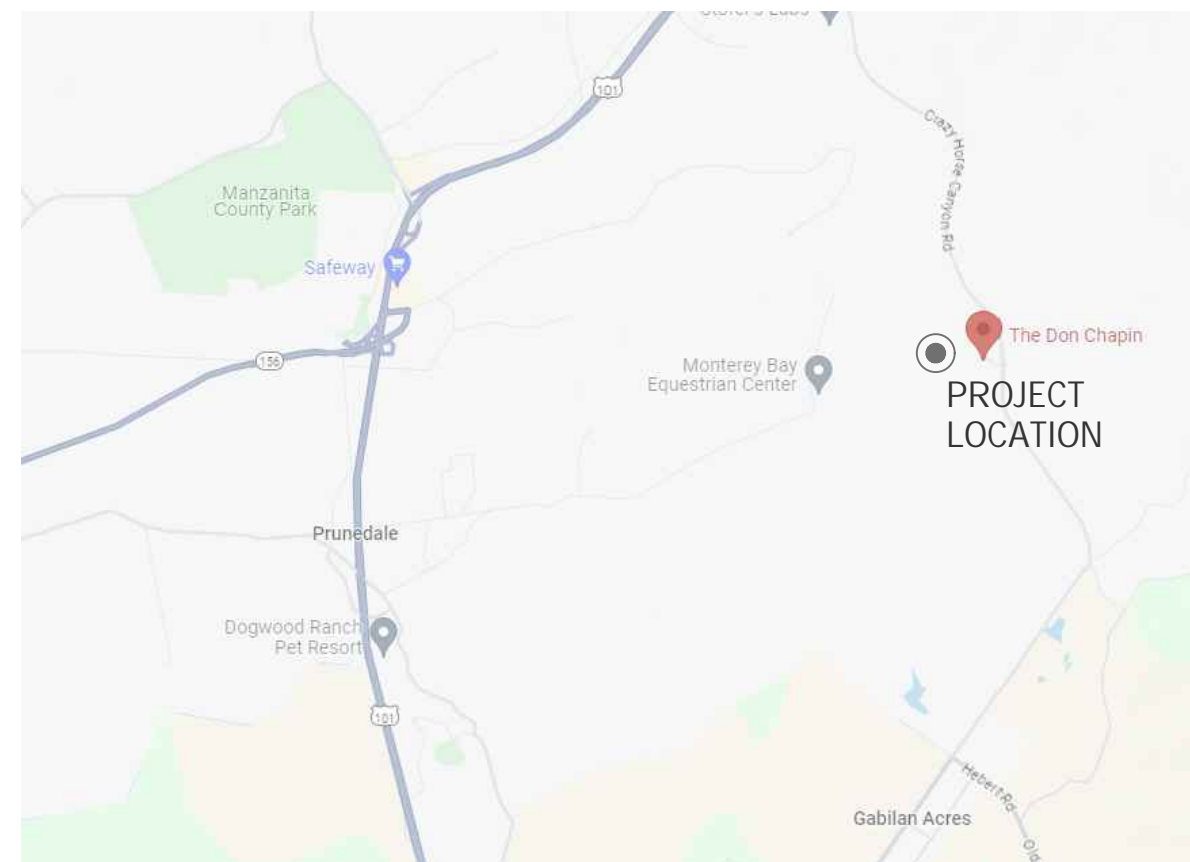 101
Crazy Horse Canyon Rd
Manzanita
County Park
Safeway
The Don Chapin
156
Monterey Bay
Equestrian Center
PROJECT
LOCATION
Prunedale
Dogwood Ranch
Pet Resort
101
Hebert Rd
Gabilan Acres
Old